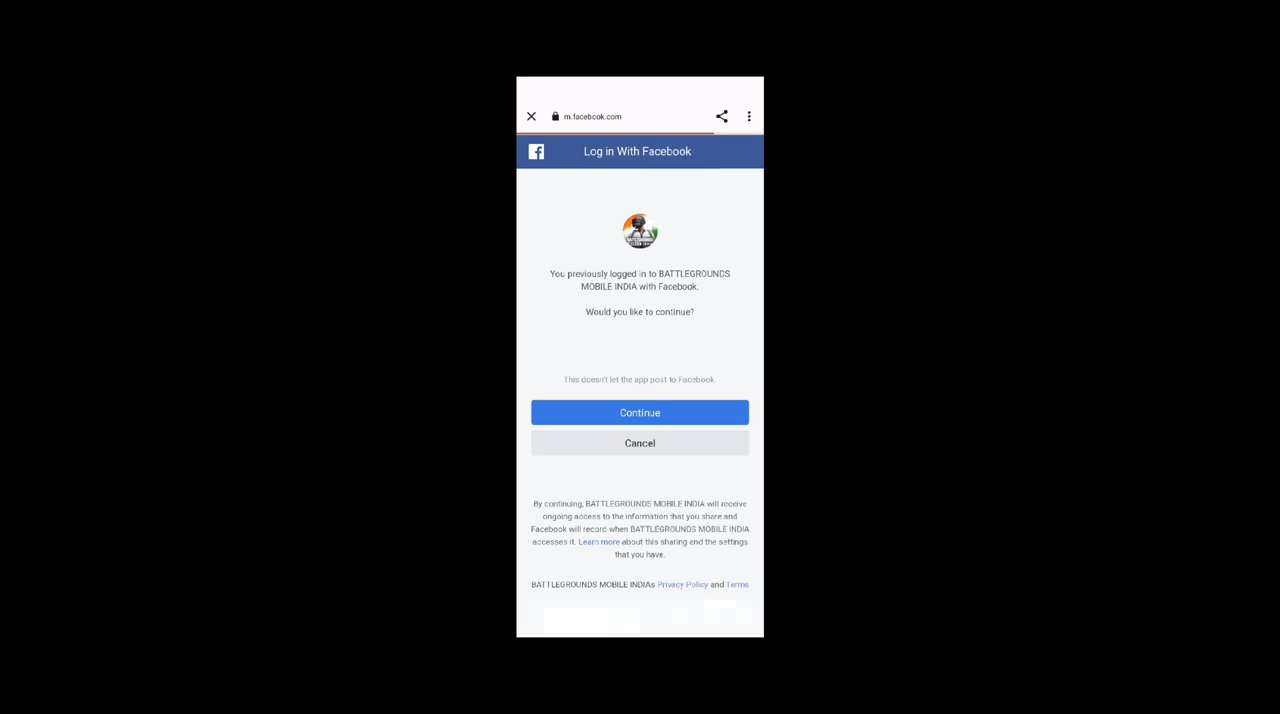 m.facebook.com
Log in With Facebook
BATTLEGROUNDS
You previously logged in to BATTLEGROUNDS
MOBILE INDIA with Facebook.
Would you like to continue?
This doesn't let the app post to Facebook.
Continue
Cancel
By continuing, BATTLEGROUNDS MOBILE INDIA will receive
ongoing access to the information that you share and
Facebook will record when BATTLEGROUNDS MOBILE INDIA
accesses it. Learn more about this sharing and the settings
that you have.
BATTLEGROUNDS MOBILE INDIAs Privacy Policy and Terms